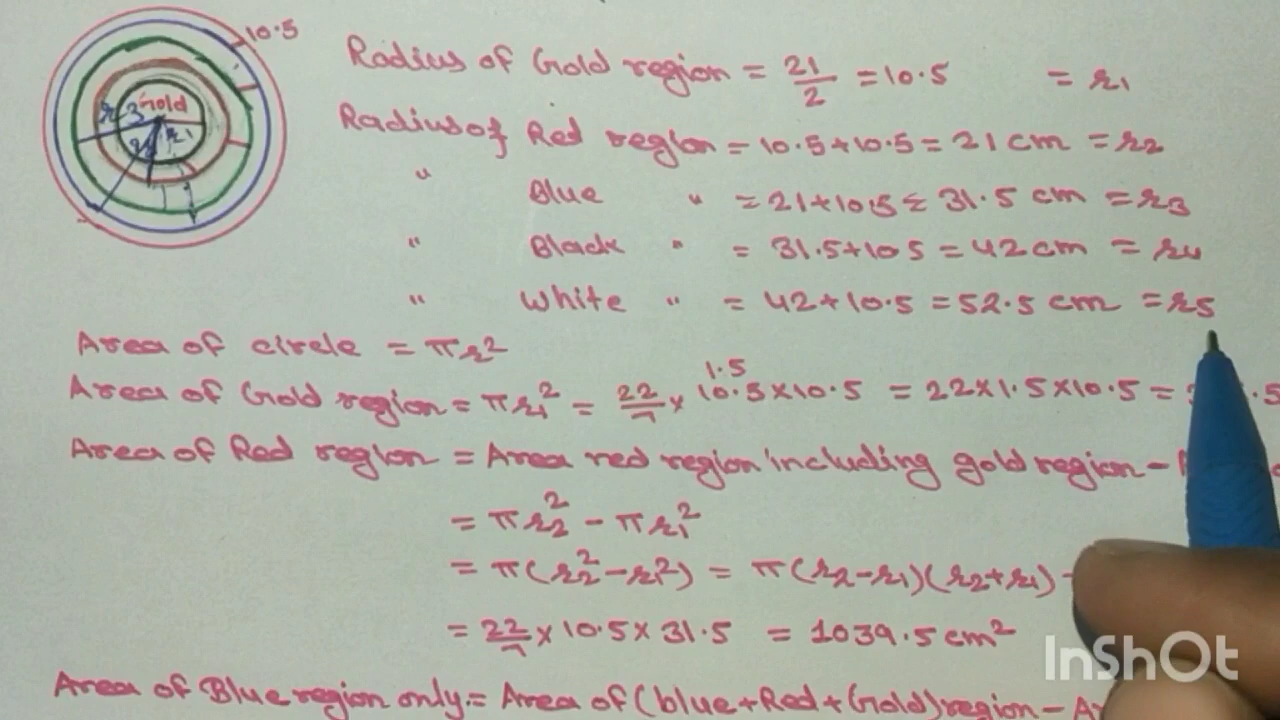 10.5
Gold
r3 r1
Radius of Gold region = 21/2 = 10.5 = r1
Radius of Red region = 10.5+10.5 = 21 cm = r2
" Blue " = 21+10.5 = 31.5 cm = r3
" Black " = 31.5+105 = 42 cm = r4
" White " = 42+10.5 = 52.5 cm = r5
Area of circle = πr²
1.5
Area of Gold region = πr1² = 22/7 × 10.5×10.5 = 22×1.5×10.5 =
Area of Red region = Area red region including gold region -
= πr2² - πr1²
= π(r2²-r1²) = π(r2-r1)(r2+r1)
= 22/7 × 10.5 × 31.5 = 1039.5 cm²
Area of Blue region only = Area of (blue+Red+Gold) region -
InShOt